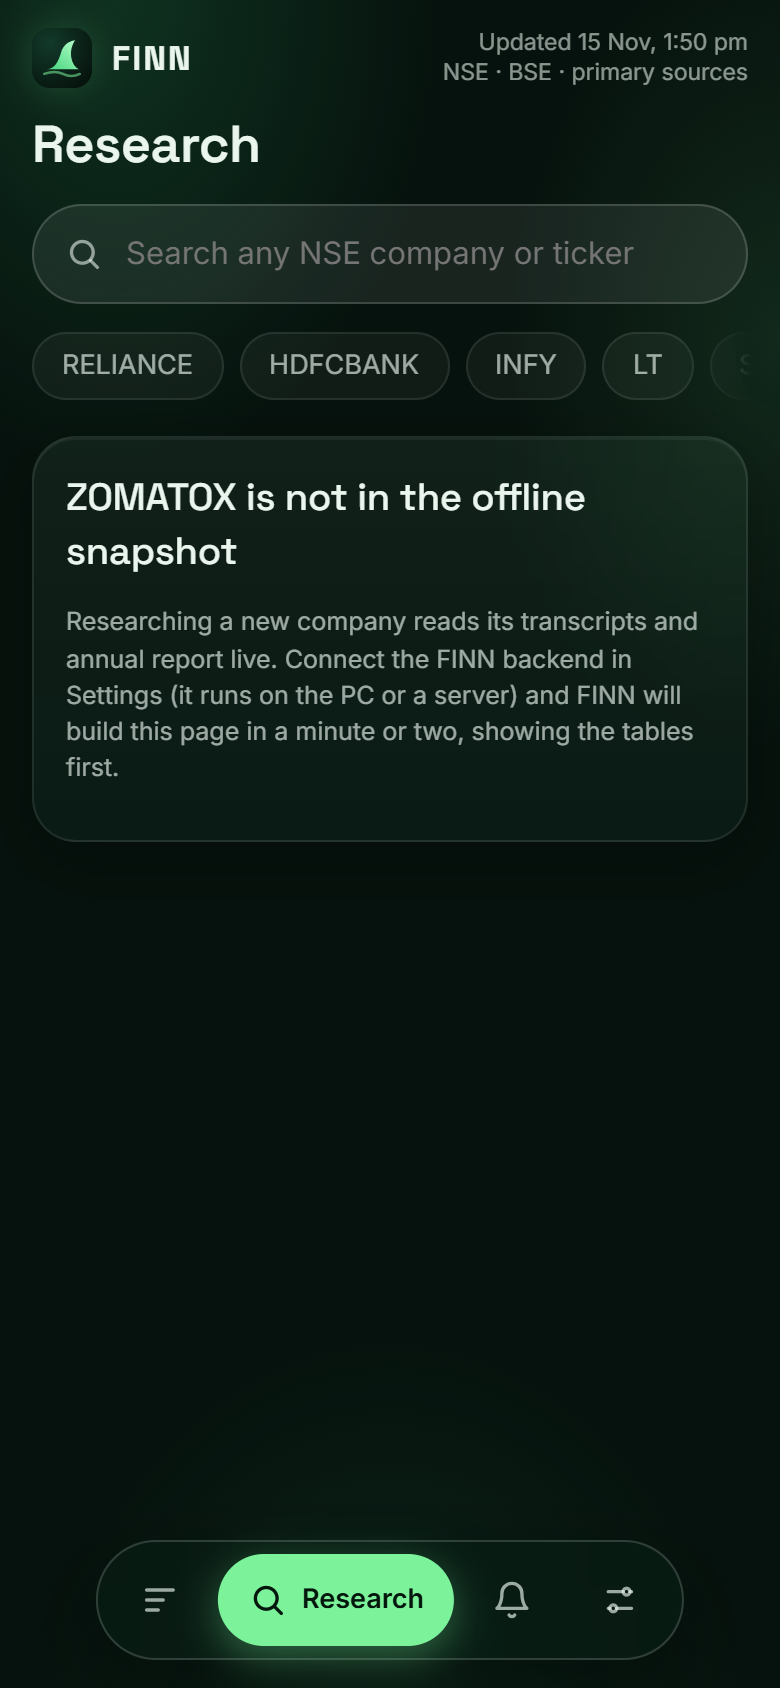 FINN
Updated 15 Nov, 1:50 pm
NSE · BSE · primary sources
Research
Search any NSE company or ticker
RELIANCE
HDFCBANK
INFY
LT
ZOMATOX is not in the offline
snapshot
Researching a new company reads its transcripts and
annual report live. Connect the FINN backend in
Settings (it runs on the PC or a server) and FINN will
build this page in a minute or two, showing the tables
first.
Research